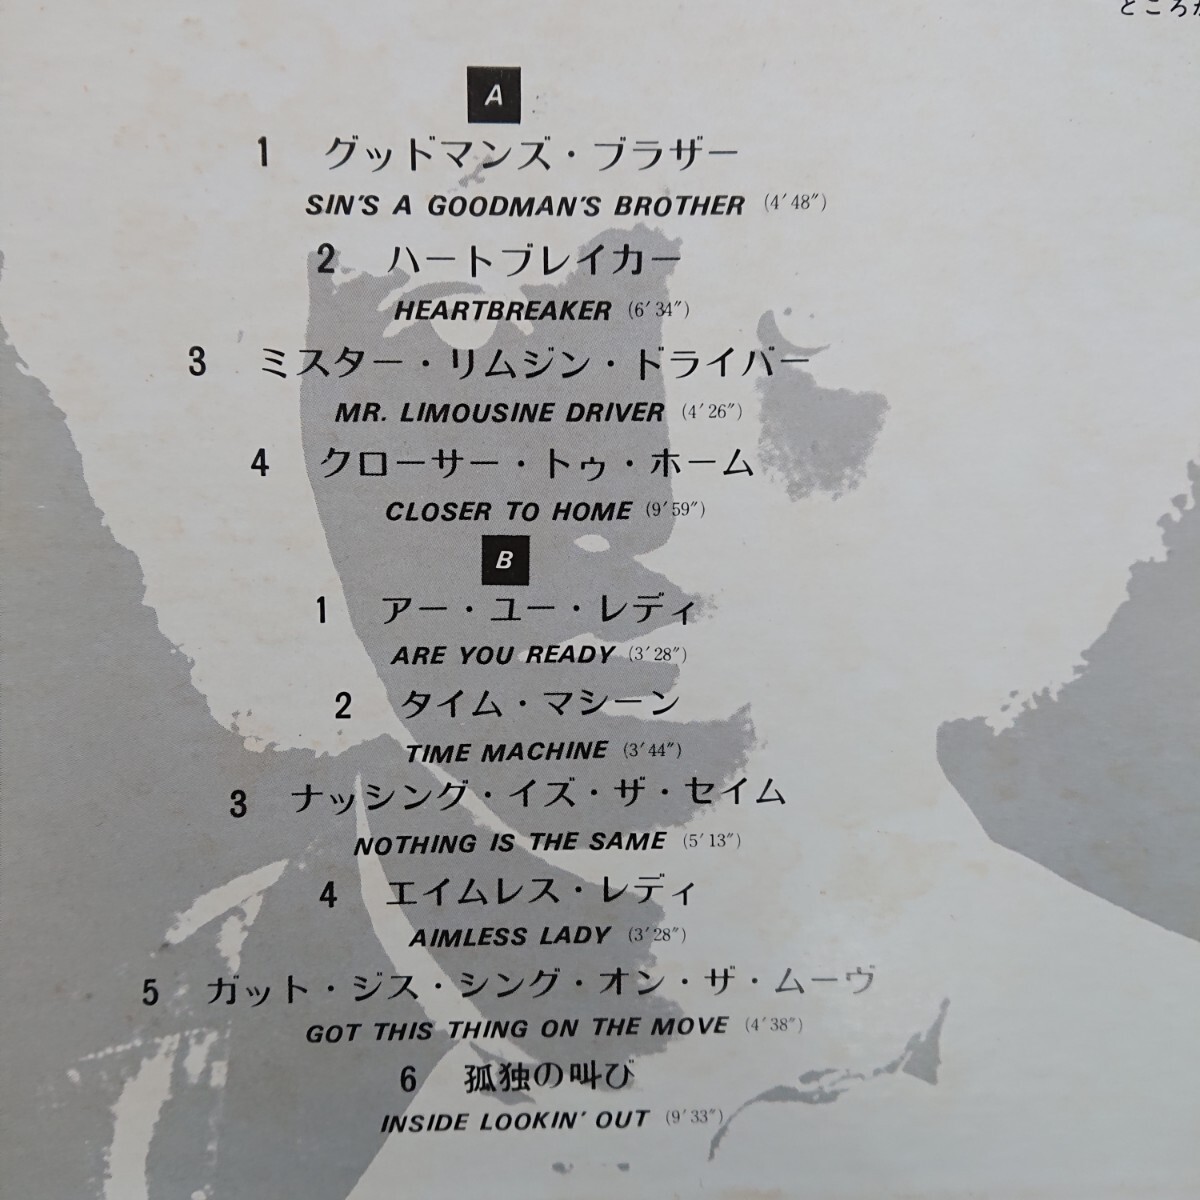 ところが
A
1 グッドマンズ・ブラザー
SIN'S A GOODMAN'S BROTHER (4'48")
2 ハートブレイカー
HEARTBREAKER (6'34")
3 ミスター・リムジン・ドライバー
MR. LIMOUSINE DRIVER (4'26")
4 クローサー・トゥ・ホーム
CLOSER TO HOME (9'59")
B
1 アー・ユー・レディ
ARE YOU READY (3'28")
2 タイム・マシーン
TIME MACHINE (3'44")
3 ナッシング・イズ・ザ・セイム
NOTHING IS THE SAME (5'13")
4 エイムレス・レディ
AIMLESS LADY (3'28")
5 ガット・ジス・シング・オン・ザ・ムーヴ
GOT THIS THING ON THE MOVE (4'38")
6 孤独の叫び
INSIDE LOOKIN' OUT (9'33")